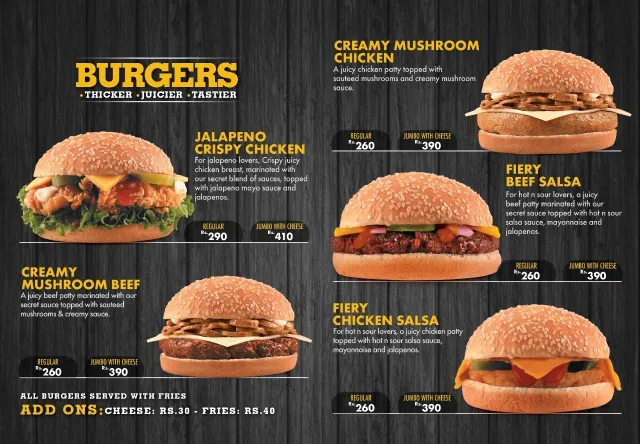 BURGERS
• THICKER • JUICIER • TASTIER
JALAPENO
CRISPY CHICKEN
For jalapeno lovers, Crispy juicy
chicken breast, marinated with
our secret blend of sauces, topped
with jalapeno mayo sauce and
jalapenos.
REGULAR JUMBO WITH CHEESE
Rs.290 Rs.410
CREAMY
MUSHROOM BEEF
A juicy beef patty marinated with our
secret sauce topped with sauteed
mushrooms & creamy sauce.
REGULAR JUMBO WITH CHEESE
Rs.260 Rs.390
ALL BURGERS SERVED WITH FRIES
ADD ONS: CHEESE: RS.30 - FRIES: RS.40
CREAMY MUSHROOM
CHICKEN
A juicy chicken patty topped with
sauteed mushrooms and creamy mushroom
sauce.
REGULAR JUMBO WITH CHEESE
Rs.260 Rs.390
FIERY
BEEF SALSA
For hot n sour lovers, a juicy
beef patty marinated with our
secret sauce topped with hot n sour
salsa sauce, mayonnaise and
jalapenos.
REGULAR JUMBO WITH CHEESE
Rs.260 Rs.390
FIERY
CHICKEN SALSA
For hot n sour lovers, a juicy chicken patty
topped with hot n sour salsa sauce,
mayonnaise and jalapenos.
REGULAR JUMBO WITH CHEESE
Rs.260 Rs.390